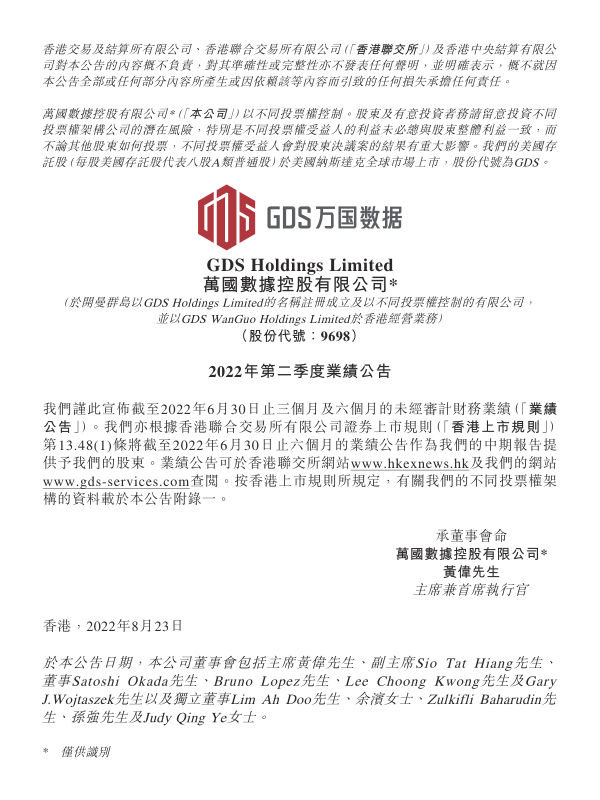 香港交易及結算所有限公司、香港聯合交易所有限公司(「香港聯交所」)及香港中央結算有限公
司對本公告的內容概不負責，對其準確性或完整性亦不發表任何聲明，並明確表示，概不就因
本公告全部或任何部分內容所產生或因依賴該等內容而引致的任何損失承擔任何責任。
萬國數據控股有限公司*(「本公司」)以不同投票權控制。股東及有意投資者務請留意投資不同
投票權架構公司的潛在風險，特別是不同投票權受益人的利益未必總與股東整體利益一致，而
不論其他股東如何投票，不同投票權受益人會對股東決議案的結果有重大影響。我們的美國存
託股(每股美國存託股代表八股A類普通股)於美國納斯達克全球市場上市，股份代號為GDS。
GDS万国数据
GDS Holdings Limited
萬國數據控股有限公司*
(於開曼群島以GDS Holdings Limited的名稱註冊成立及以不同投票權控制的有限公司，
並以GDS WanGuo Holdings Limited於香港經營業務)
(股份代號：9698)
2022年第二季度業績公告
我們謹此宣佈截至2022年6月30日止三個月及六個月的未經審計財務業績(「業績
公告」)。我們亦根據香港聯合交易所有限公司證券上市規則(「香港上市規則」)
第13.48(1)條將截至2022年6月30日止六個月的業績公告作為我們的中期報告提
供予我們的股東。業績公告可於香港聯交所網站www.hkexnews.hk及我們的網站
www.gds-services.com查閱。按香港上市規則所規定，有關我們的不同投票權架
構的資料載於本公告附錄一。
承董事會命
萬國數據控股有限公司*
黃偉先生
主席兼首席執行官
香港，2022年8月23日
於本公告日期，本公司董事會包括主席黃偉先生、副主席Sio Tat Hiang先生、
董事Satoshi Okada先生、Bruno Lopez先生、Lee Choong Kwong先生及Gary
J.Wojtaszek先生以及獨立董事Lim Ah Doo先生、余濱女士、Zulkifli Baharudin先
生、孫強先生及Judy Qing Ye女士。
* 僅供識別